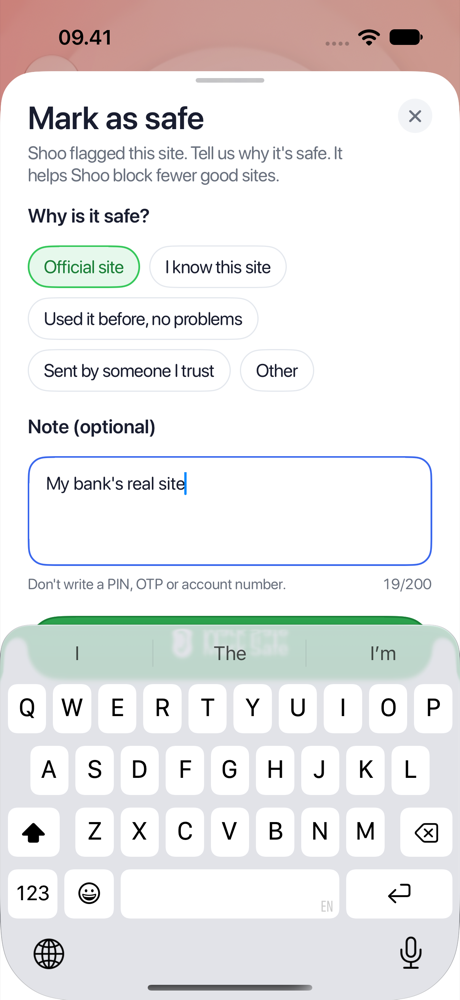 09.41
Mark as safe
Shoo flagged this site. Tell us why it's safe. It
helps Shoo block fewer good sites.
Why is it safe?
Official site
I know this site
Used it before, no problems
Sent by someone I trust
Other
Note (optional)
My bank's real site
Don't write a PIN, OTP or account number.
19/200
I
The
I'm
Q W E R T Y U I O P
A S D F G H J K L
Z X C V B N M
123
EN